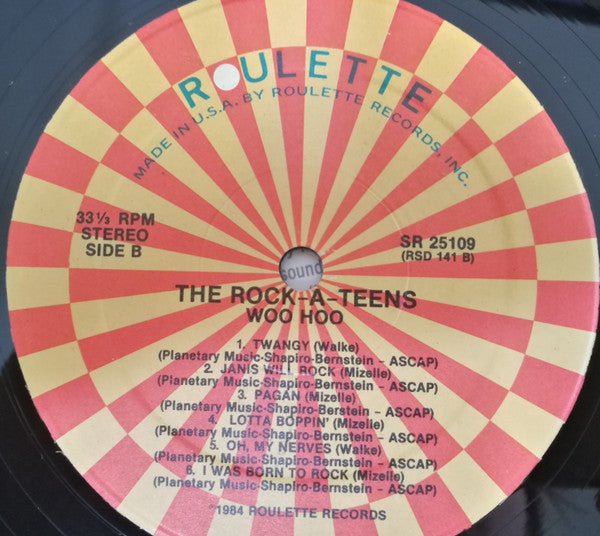 ROULETTE
MADE IN U.S.A. BY ROULETTE RECORDS, INC.
33⅓ RPM
STEREO
SIDE B
SR 25109
(RSD 141 B)
sound
THE ROCK-A-TEENS
WOO HOO
1. TWANGY (Walke)
(Planetary Music-Shapiro-Bernstein - ASCAP)
2. JANIS WILL ROCK (Mizelle)
(Planetary Music-Shapiro-Bernstein - ASCAP)
3. PAGAN (Mizelle)
(Planetary Music-Shapiro-Berstein - ASCAP)
4. LOTTA BOPPIN' (Mizelle)
(Planetary Music-Shapiro-Bernstein - ASCAP)
5. OH, MY NERVES (Walke)
(Planetary Music-Shapiro-Bernstein - ASCAP)
6. I WAS BORN TO ROCK (Mizelle)
(Planetary Music-Shapiro-Bernstein - ASCAP)
©1984 ROULETTE RECORDS